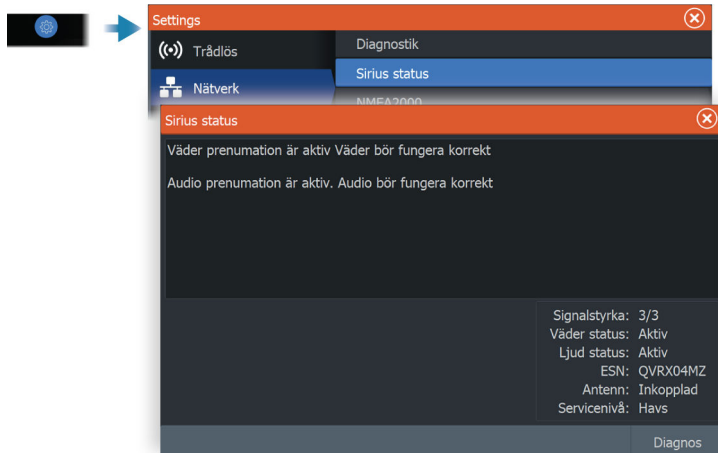 Settings
Trådlös
Diagnostik
Sirius status
Nätverk
NMEA2000
Sirius status
Väder prenumation är aktiv Väder bör fungera korrekt
Audio prenumation är aktiv. Audio bör fungera korrekt
Signalstyrka: 3/3
Väder status: Aktiv
Ljud status: Aktiv
ESN: QVRX04MZ
Antenn: Inkopplad
Servicenivå: Havs
Diagnos